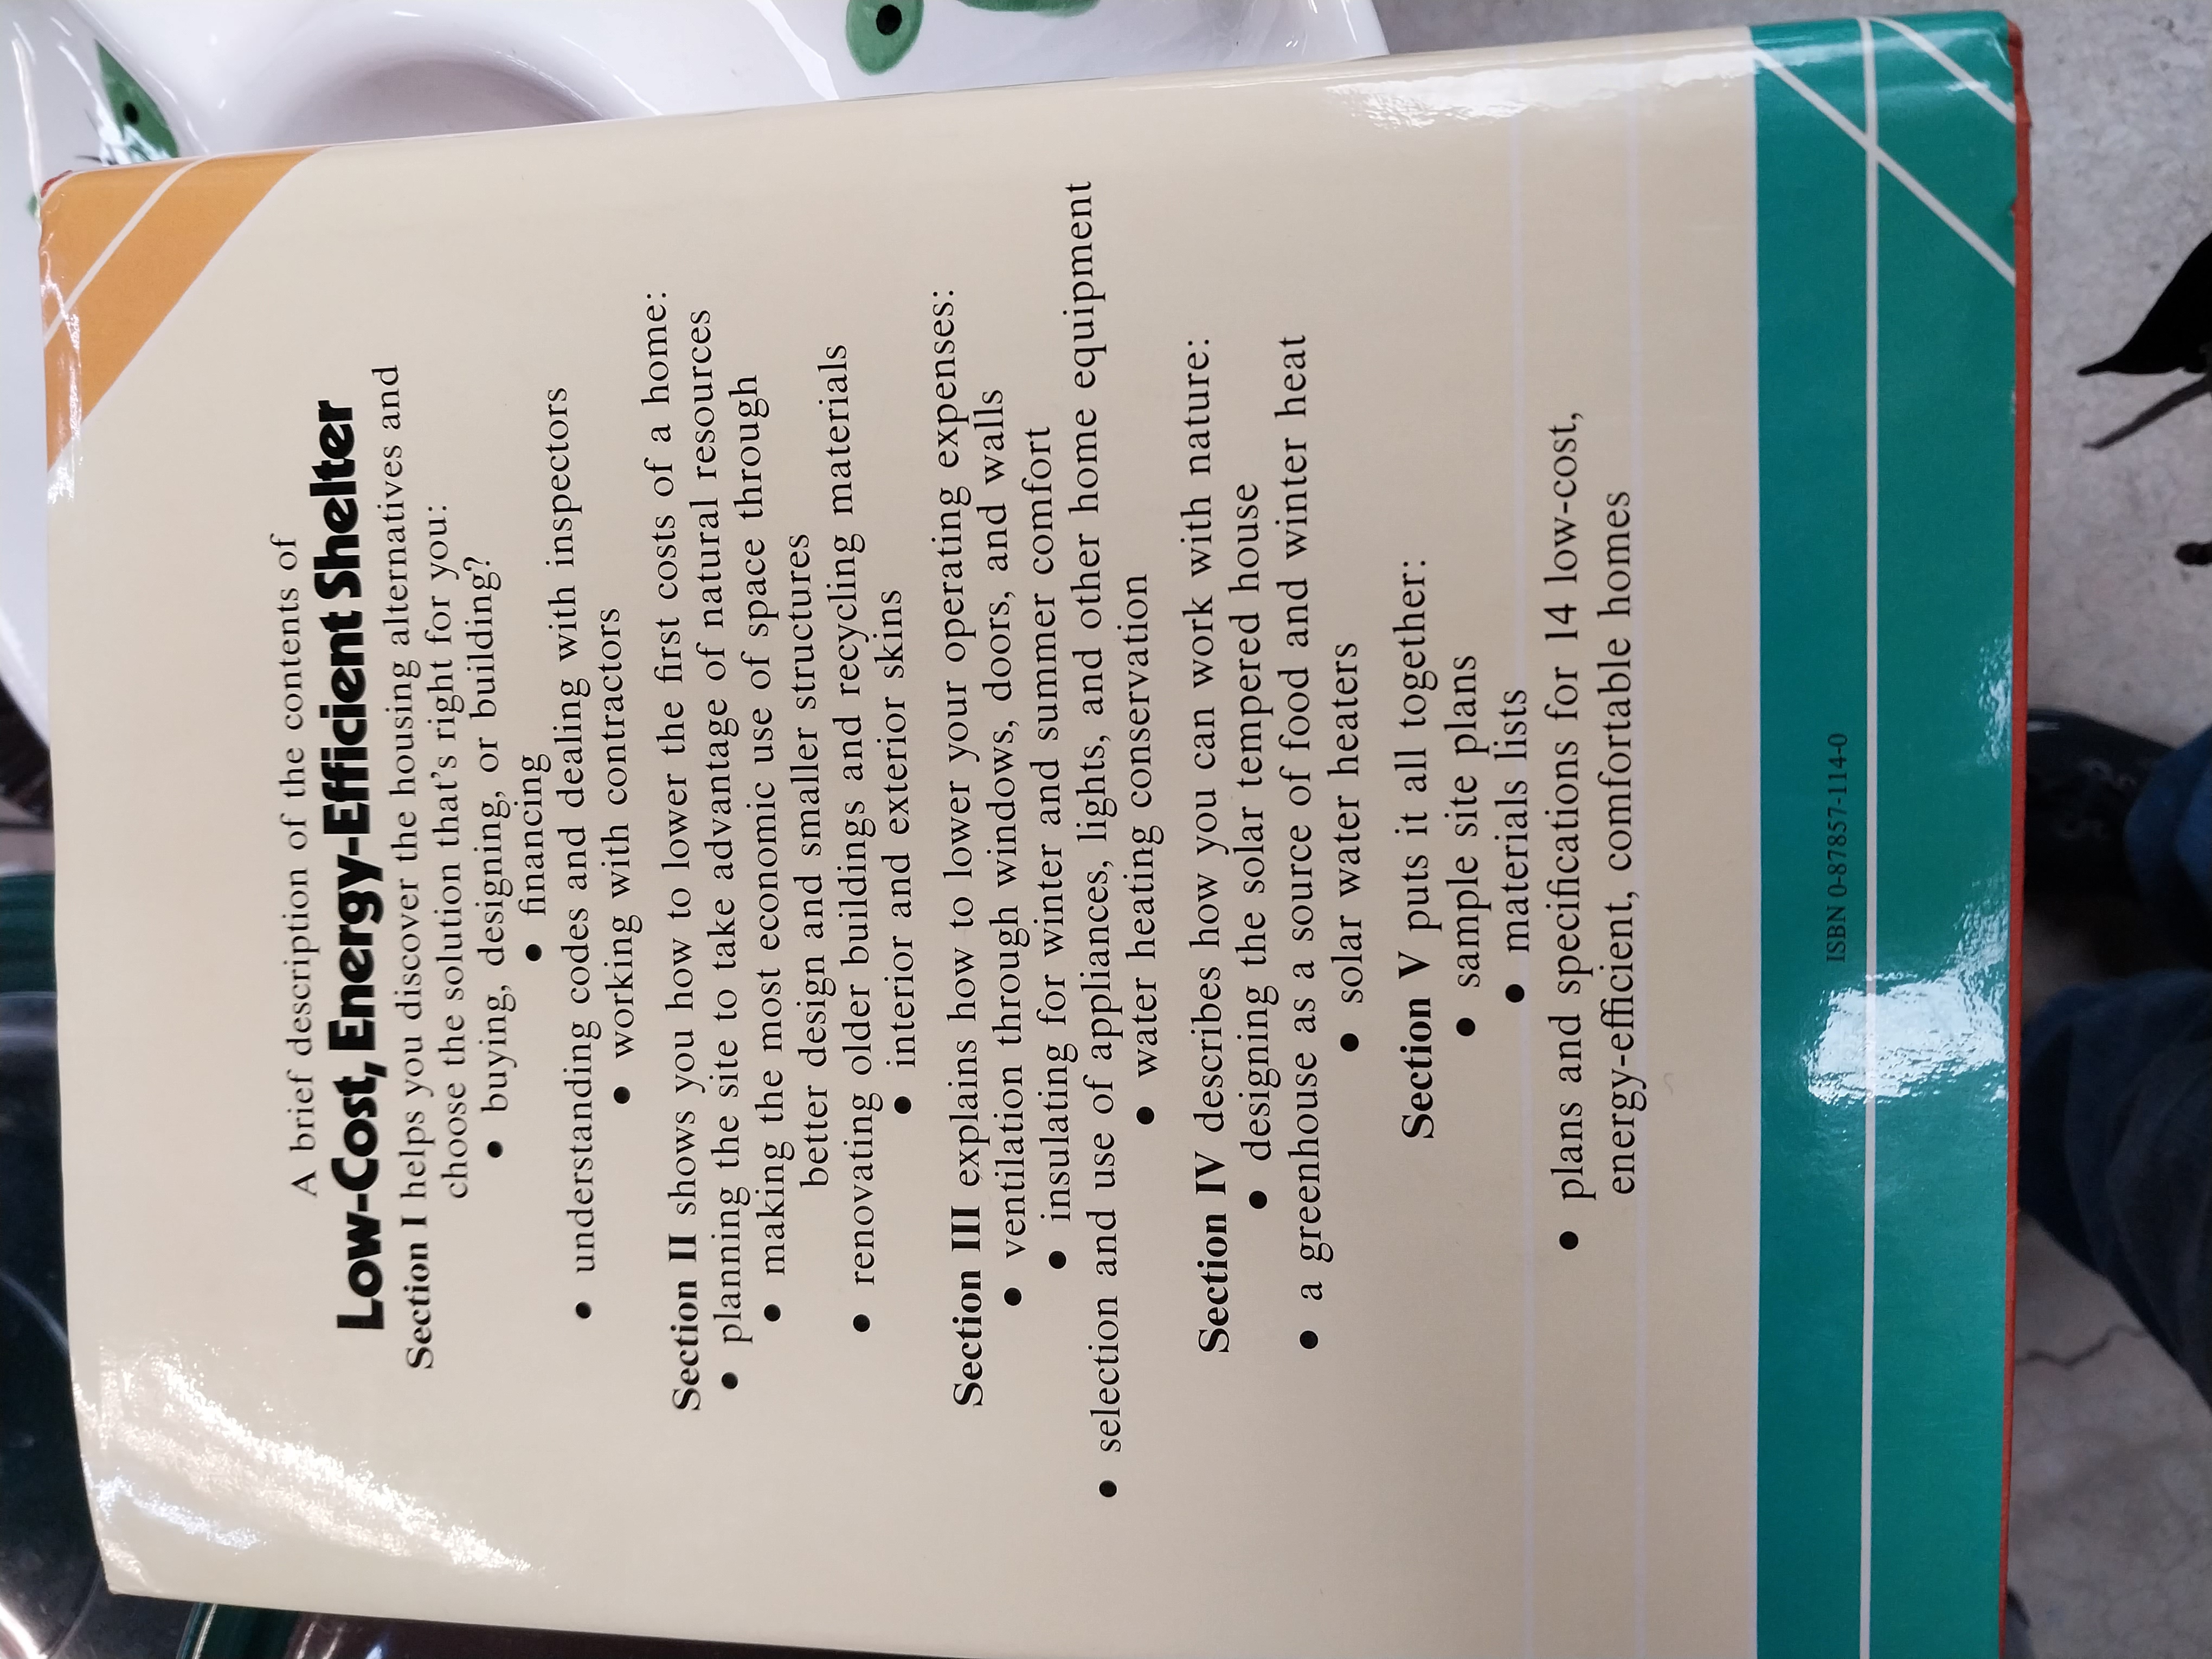 A brief description of the contents of
Low-Cost, Energy-Efficient Shelter
Section I helps you discover the housing alternatives and
choose the solution that's right for you:
• buying, designing, or building?
• financing
• understanding codes and dealing with inspectors
• working with contractors
Section II shows you how to lower the first costs of a home:
• planning the site to take advantage of natural resources
• making the most economic use of space through
better design and smaller structures
• renovating older buildings and recycling materials
• interior and exterior skins
Section III explains how to lower your operating expenses:
• ventilation through windows, doors, and walls
• insulating for winter and summer comfort
• selection and use of appliances, lights, and other home equipment
• water heating conservation
Section IV describes how you can work with nature:
• designing the solar tempered house
• a greenhouse as a source of food and winter heat
• solar water heaters
Section V puts it all together:
• sample site plans
• materials lists
• plans and specifications for 14 low-cost,
energy-efficient, comfortable homes
ISBN 0-87857-114-0